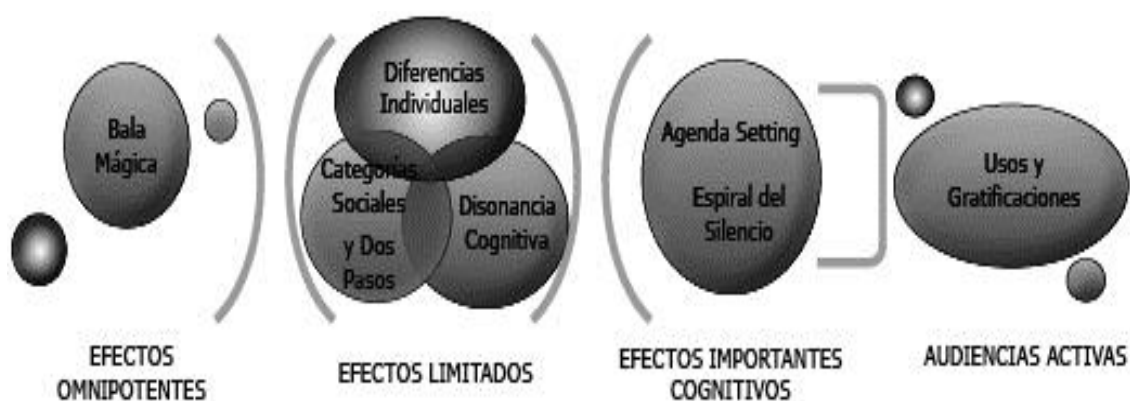 Bala
Mágica
Diferencias
Individuales
Categorías
Sociales
y Dos
Pasos
Disonancia
Cognitiva
Agenda Setting
Espiral del
Silencio
Usos y
Gratificaciones
EFECTOS
OMNIPOTENTES
EFECTOS LIMITADOS
EFECTOS IMPORTANTES
COGNITIVOS
AUDIENCIAS ACTIVAS